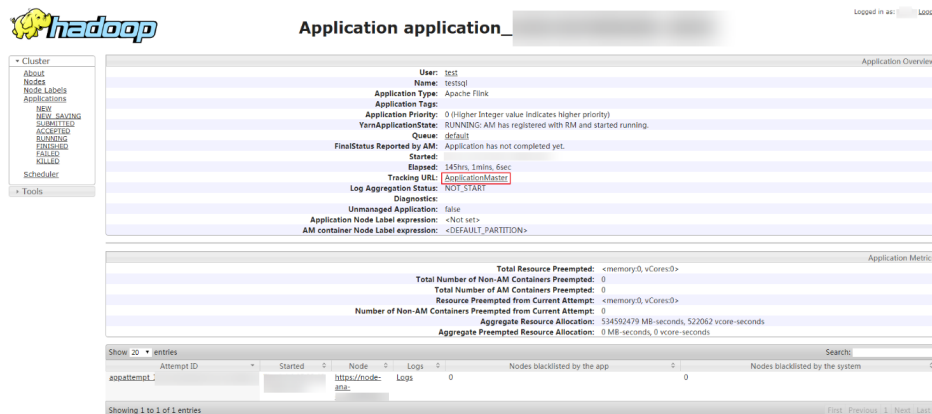 Logged in as:
hadoop
Application application_
Cluster
About
Nodes
Node Labels
Applications
NEW
NEW_SAVING
SUBMITTED
ACCEPTED
RUNNING
FINISHED
FAILED
KILLED
Scheduler
Tools
Application Overview
User: test
Name: testsql
Application Type: Apache Flink
Application Tags:
Application Priority: 0 (Higher Integer value indicates higher priority)
YarnApplicationState: RUNNING: AM has registered with RM and started running.
Queue: default
FinalStatus Reported by AM: Application has not completed yet.
Started:
Elapsed: 145hrs, 1mins, 6sec
Tracking URL: ApplicationMaster
Log Aggregation Status: NOT_START
Diagnostics:
Unmanaged Application: false
Application Node Label expression: <Not set>
AM container Node Label expression: <DEFAULT_PARTITION>
Application Metric
Total Resource Preempted: <memory:0, vCores:0>
Total Number of Non-AM Containers Preempted: 0
Total Number of AM Containers Preempted: 0
Resource Preempted from Current Attempt: <memory:0, vCores:0>
Number of Non-AM Containers Preempted from Current Attempt: 0
Aggregate Resource Allocation: 534592479 MB-seconds, 522062 vcore-seconds
Aggregate Preempted Resource Allocation: 0 MB-seconds, 0 vcore-seconds
Show 20 entries Search:
Attempt ID Started Node Logs Nodes blacklisted by the app Nodes blacklisted by the system
appattempt_ https://node- Logs 0 0
ana-
Showing 1 to 1 of 1 entries First Previous 1 Next Last